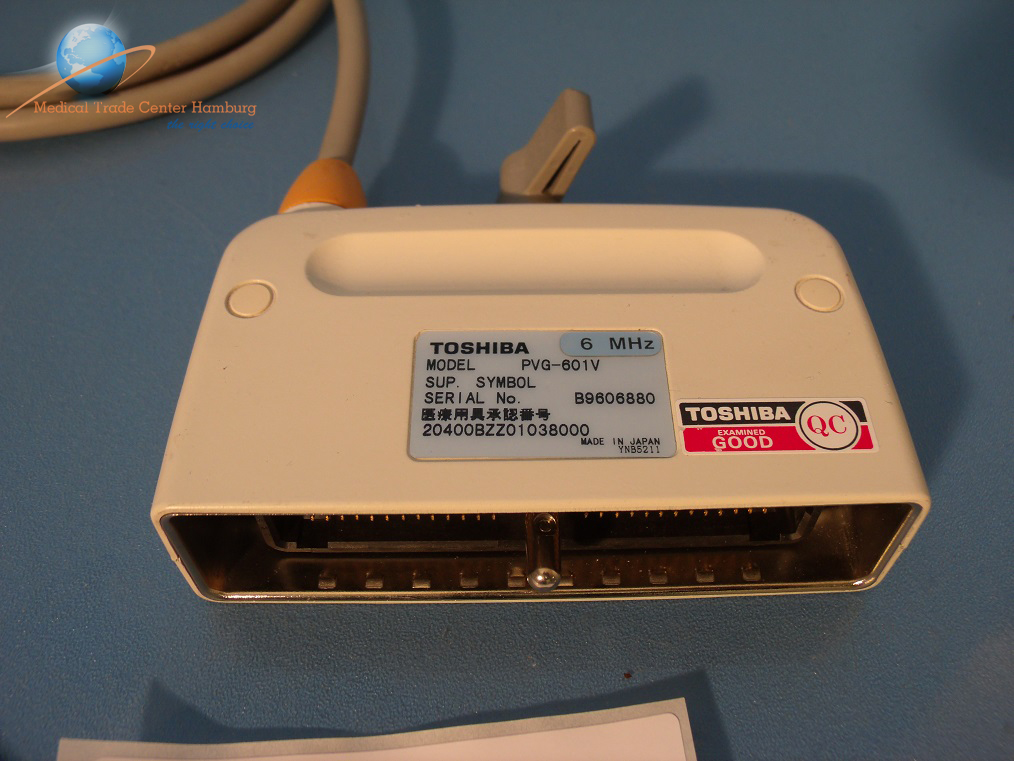 Medical Trade Center Hamburg
TOSHIBA 6 MHz
MODEL PVG-601V
SUP. SYMBOL
SERIAL No. B9606880
医療用具承認番号
20400BZZ01038000
MADE IN JAPAN
YNB5211
TOSHIBA
EXAMINED
GOOD
QC